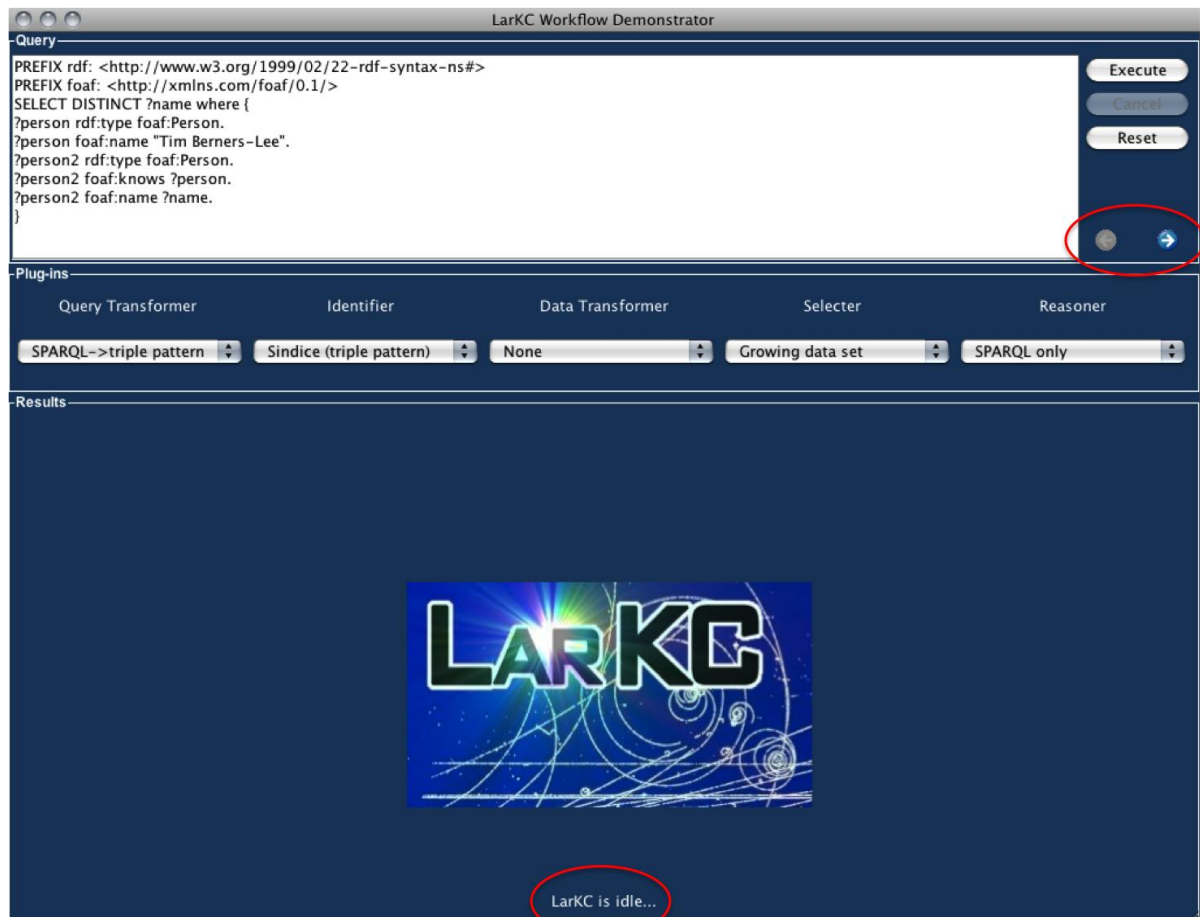 LarKC Workflow Demonstrator
Query
PREFIX rdf: <http://www.w3.org/1999/02/22-rdf-syntax-ns#>
PREFIX foaf: <http://xmlns.com/foaf/0.1/>
SELECT DISTINCT ?name where {
?person rdf:type foaf:Person.
?person foaf:name "Tim Berners-Lee".
?person2 rdf:type foaf:Person.
?person2 foaf:knows ?person.
?person2 foaf:name ?name.
}
Execute
Cancel
Reset
Plug-ins
Query Transformer Identifier Data Transformer Selecter Reasoner
SPARQL->triple pattern Sindice (triple pattern) None Growing data set SPARQL only
Results
LARKC
LarKC is idle...